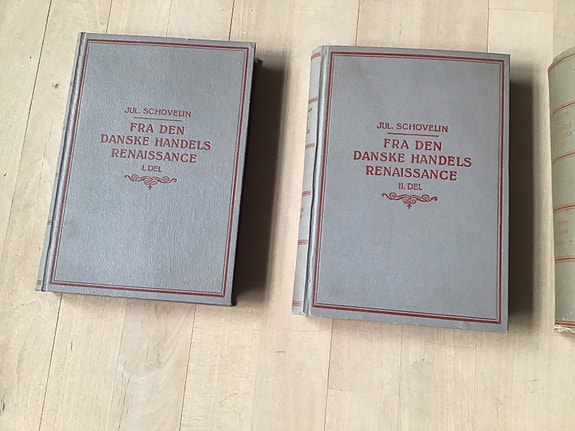 JUL. SCHOVELIN
FRA DEN
DANSKE HANDELS
RENAISSANCE
I. DEL
JUL. SCHOVELIN
FRA DEN
DANSKE HANDELS
RENAISSANCE
II. DEL